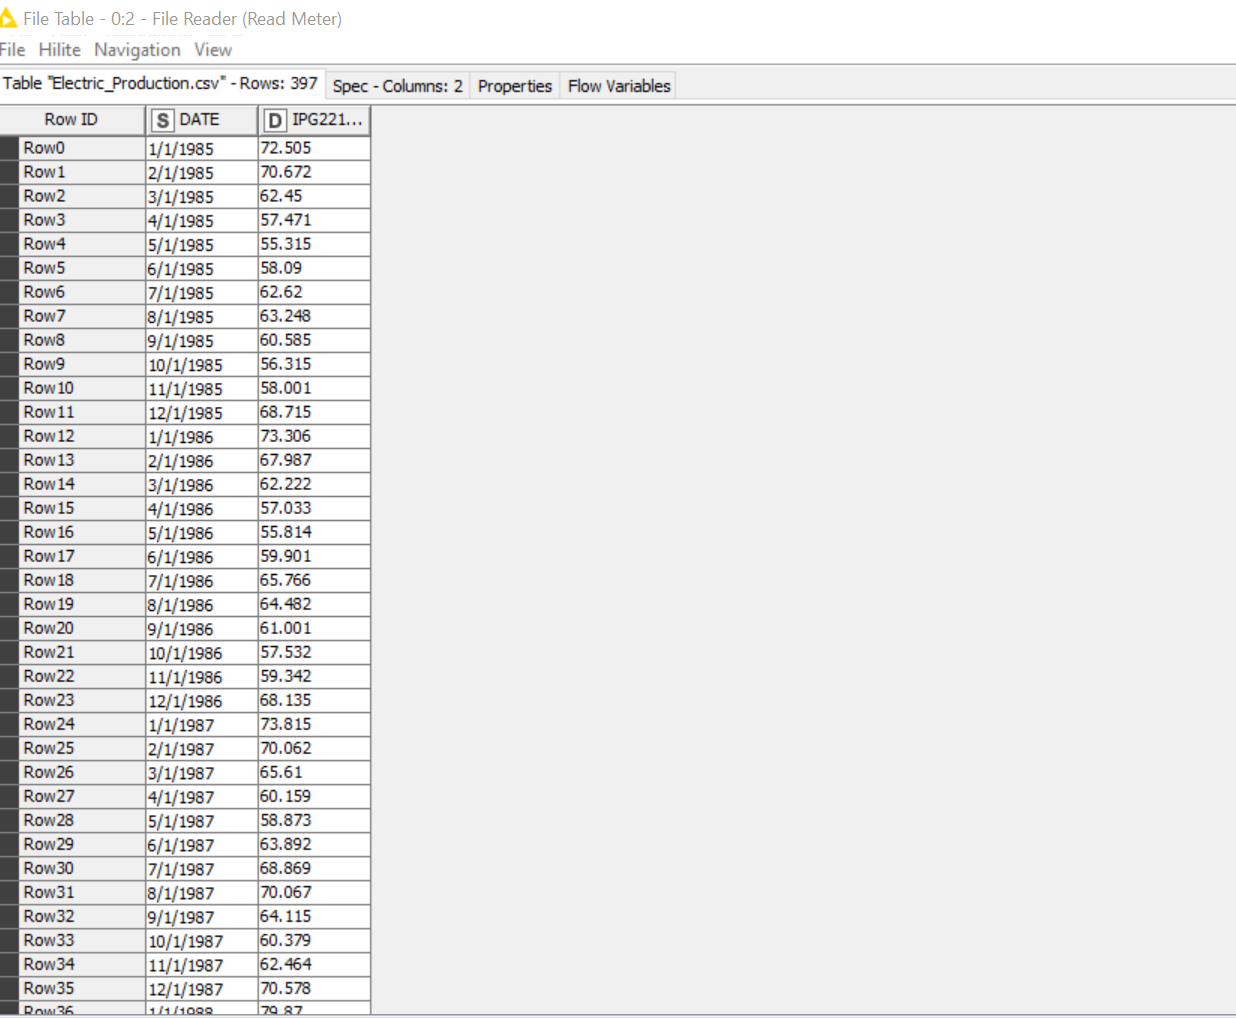 File Table - 0:2 - File Reader (Read Meter)
File Hilite Navigation View
Table "Electric_Production.csv" - Rows: 397 Spec - Columns: 2 Properties Flow Variables
Row ID S DATE D IPG221...
Row0 1/1/1985 72.505
Row1 2/1/1985 70.672
Row2 3/1/1985 62.45
Row3 4/1/1985 57.471
Row4 5/1/1985 55.315
Row5 6/1/1985 58.09
Row6 7/1/1985 62.62
Row7 8/1/1985 63.248
Row8 9/1/1985 60.585
Row9 10/1/1985 56.315
Row10 11/1/1985 58.001
Row11 12/1/1985 68.715
Row12 1/1/1986 73.306
Row13 2/1/1986 67.987
Row14 3/1/1986 62.222
Row15 4/1/1986 57.033
Row16 5/1/1986 55.814
Row17 6/1/1986 59.901
Row18 7/1/1986 65.766
Row19 8/1/1986 64.482
Row20 9/1/1986 61.001
Row21 10/1/1986 57.532
Row22 11/1/1986 59.342
Row23 12/1/1986 68.135
Row24 1/1/1987 73.815
Row25 2/1/1987 70.062
Row26 3/1/1987 65.61
Row27 4/1/1987 60.159
Row28 5/1/1987 58.873
Row29 6/1/1987 63.892
Row30 7/1/1987 68.869
Row31 8/1/1987 70.067
Row32 9/1/1987 64.115
Row33 10/1/1987 60.379
Row34 11/1/1987 62.464
Row35 12/1/1987 70.578
Row36 1/1/1988 79.87